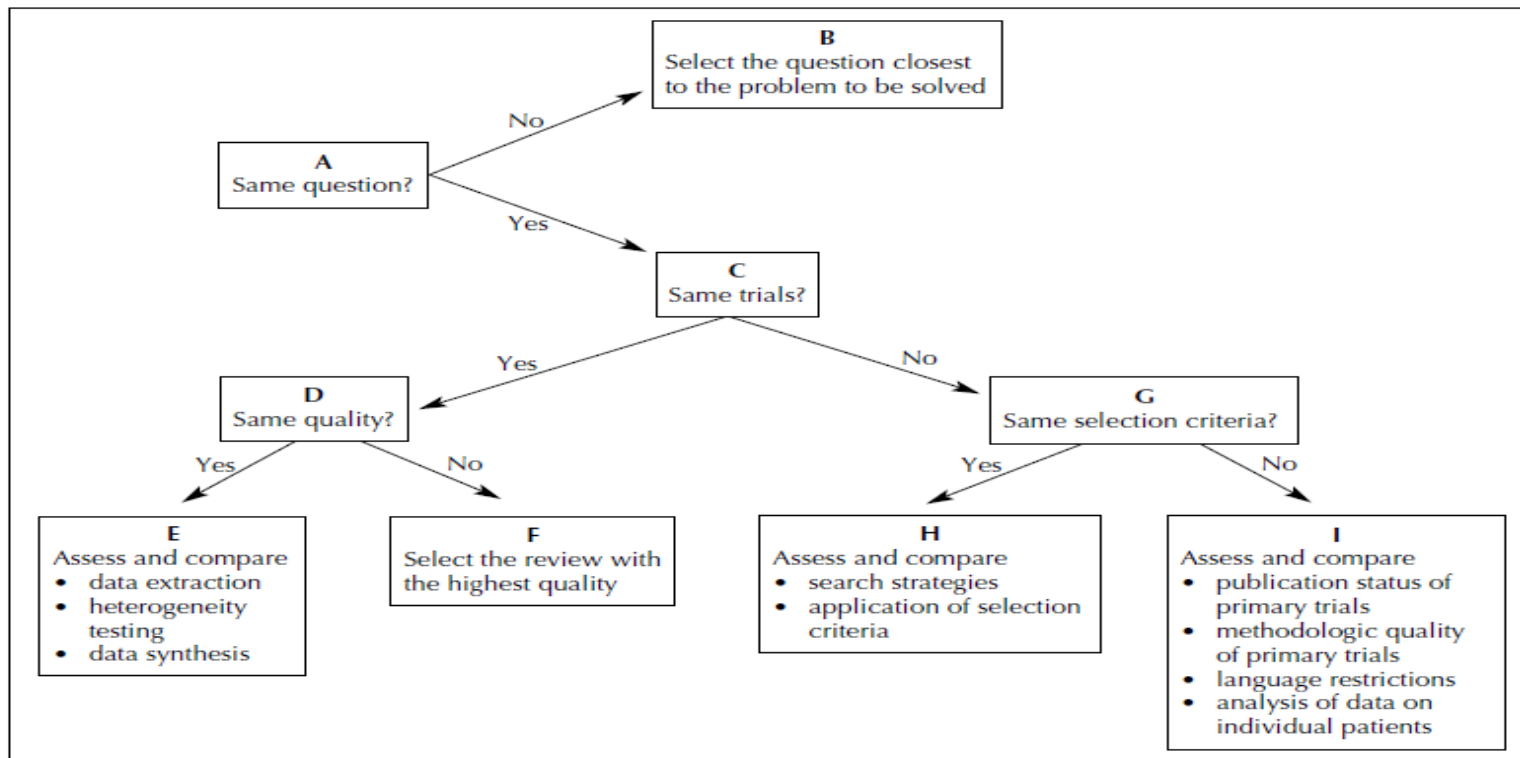 B
Select the question closest
to the problem to be solved
No
A
Same question?
Yes
C
Same trials?
Yes
No
D
Same quality?
G
Same selection criteria?
Yes
No
Yes
No
E
Assess and compare
• data extraction
• heterogeneity
testing
• data synthesis
F
Select the review with
the highest quality
H
Assess and compare
• search strategies
• application of selection
criteria
I
Assess and compare
• publication status of
primary trials
• methodologic quality
of primary trials
• language restrictions
• analysis of data on
individual patients